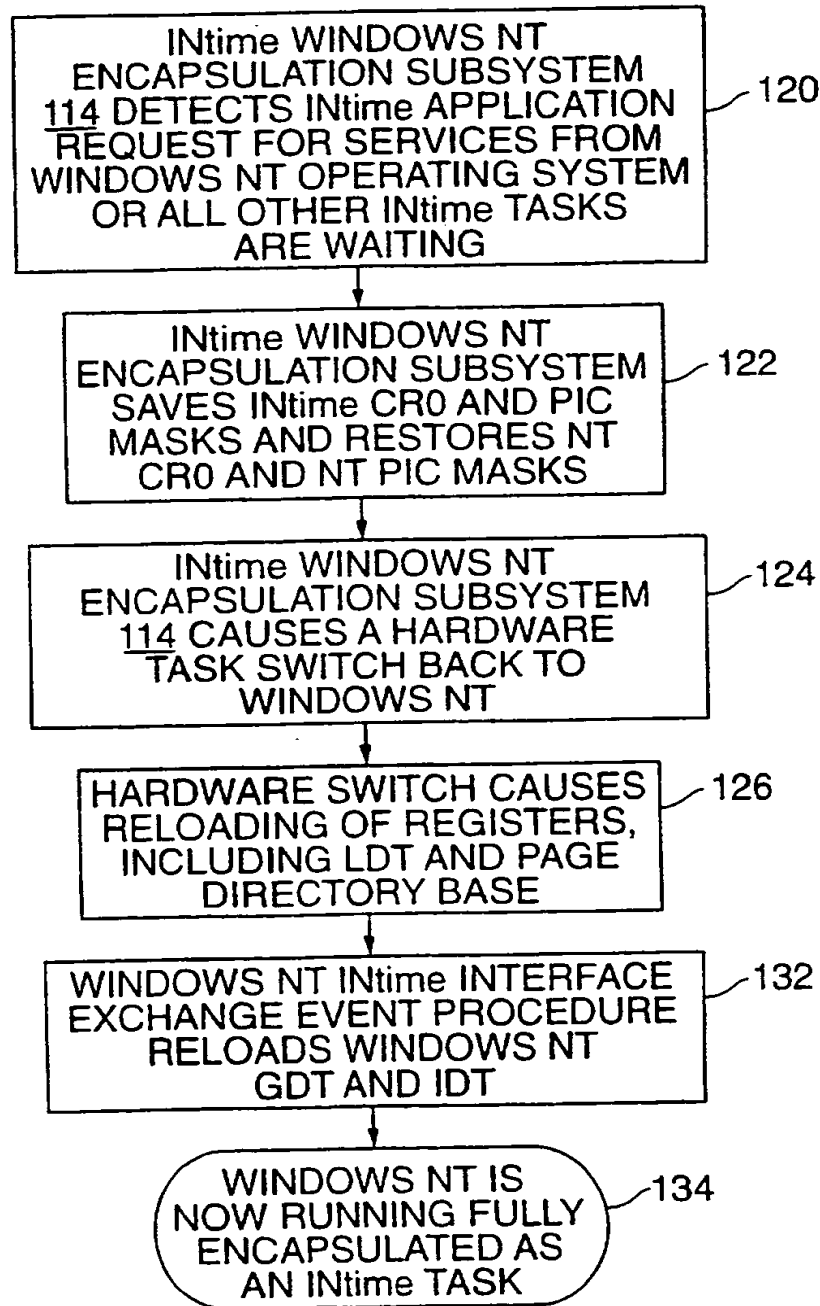 INtime WINDOWS NT
ENCAPSULATION SUBSYSTEM
114 DETECTS INtime APPLICATION
REQUEST FOR SERVICES FROM
WINDOWS NT OPERATING SYSTEM
OR ALL OTHER INtime TASKS
ARE WAITING
120
INtime WINDOWS NT
ENCAPSULATION SUBSYSTEM
SAVES INtime CR0 AND PIC
MASKS AND RESTORES NT
CR0 AND NT PIC MASKS
122
INtime WINDOWS NT
ENCAPSULATION SUBSYSTEM
114 CAUSES A HARDWARE
TASK SWITCH BACK TO
WINDOWS NT
124
HARDWARE SWITCH CAUSES
RELOADING OF REGISTERS,
INCLUDING LDT AND PAGE
DIRECTORY BASE
126
WINDOWS NT INtime INTERFACE
EXCHANGE EVENT PROCEDURE
RELOADS WINDOWS NT
GDT AND IDT
132
WINDOWS NT IS
NOW RUNNING FULLY
ENCAPSULATED AS
AN INtime TASK
134